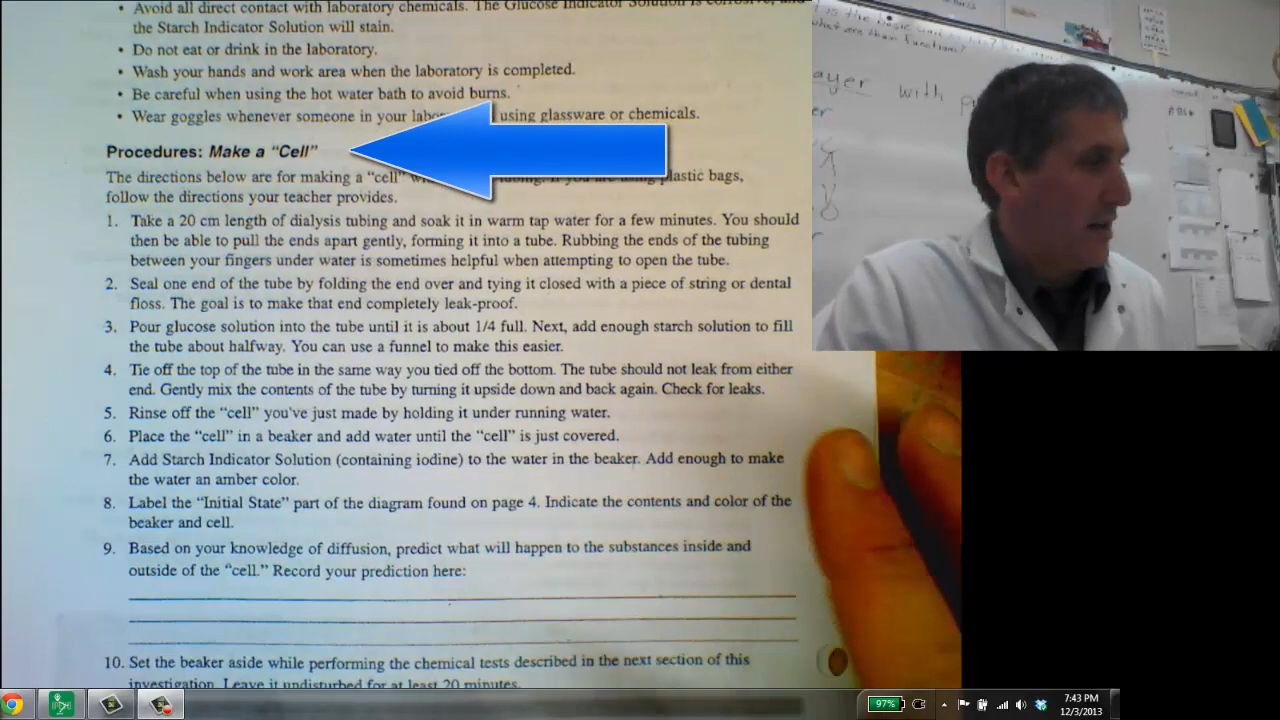 • Avoid all direct contact with laboratory chemicals. The Glucose Indicator Solution is corrosive, and
the Starch Indicator Solution will stain.
• Do not eat or drink in the laboratory.
• Wash your hands and work area when the laboratory is completed.
• Be careful when using the hot water bath to avoid burns.
• Wear goggles whenever someone in your using glassware or chemicals.
Procedures: Make a “Cell”
The directions below are for making a “cell” plastic bags,
follow the directions your teacher provides.
1. Take a 20 cm length of dialysis tubing and soak it in warm tap water for a few minutes. You should
then be able to pull the ends apart gently, forming it into a tube. Rubbing the ends of the tubing
between your fingers under water is sometimes helpful when attempting to open the tube.
2. Seal one end of the tube by folding the end over and tying it closed with a piece of string or dental
floss. The goal is to make that end completely leak-proof.
3. Pour glucose solution into the tube until it is about 1/4 full. Next, add enough starch solution to fill
the tube about halfway. You can use a funnel to make this easier.
4. Tie off the top of the tube in the same way you tied off the bottom. The tube should not leak from either
end. Gently mix the contents of the tube by turning it upside down and back again. Check for leaks.
5. Rinse off the “cell” you've just made by holding it under running water.
6. Place the “cell” in a beaker and add water until the “cell” is just covered.
7. Add Starch Indicator Solution (containing iodine) to the water in the beaker. Add enough to make
the water an amber color.
8. Label the “Initial State” part of the diagram found on page 4. Indicate the contents and color of the
beaker and cell.
9. Based on your knowledge of diffusion, predict what will happen to the substances inside and
outside of the “cell.” Record your prediction here:
10. Set the beaker aside while performing the chemical tests described in the next section of this
investigation. Leave it undisturbed for at least 20 minutes.
is the basic
what are their function?
ayer with
97%
7:43 PM
12/3/2013